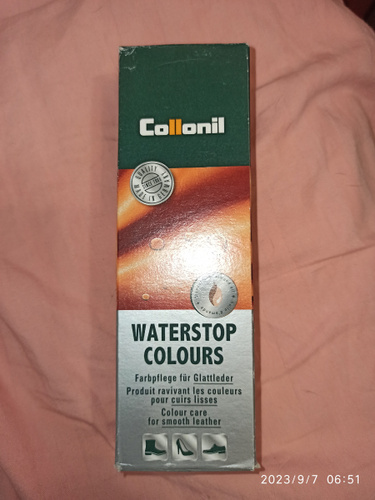 Collonil
WATERSTOP
COLOURS
Farbpflege für Glattleder
Produit ravivant les couleurs
pour cuirs lisses
Colour care
for smooth leather
2023/9/7 06:51